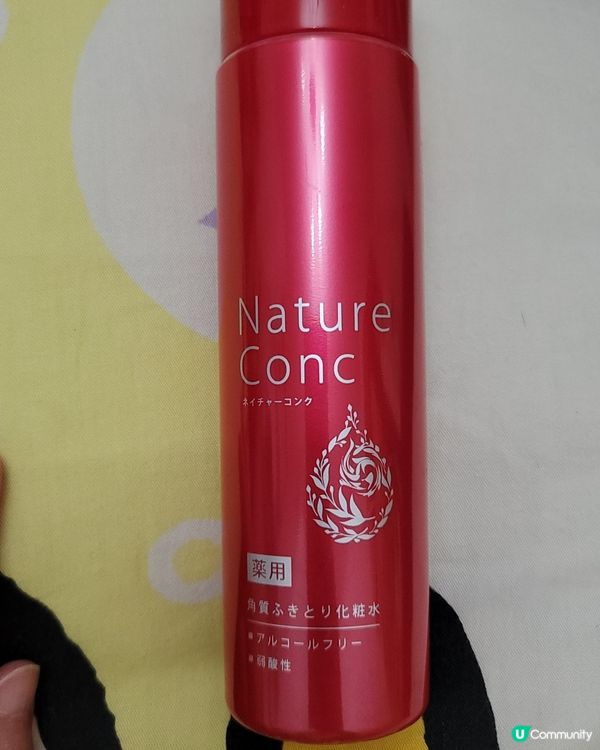 Nature
Conc
ネイチャーコンク
薬用
角質ふきとり化粧水
アルコールフリー
弱酸性
U Community